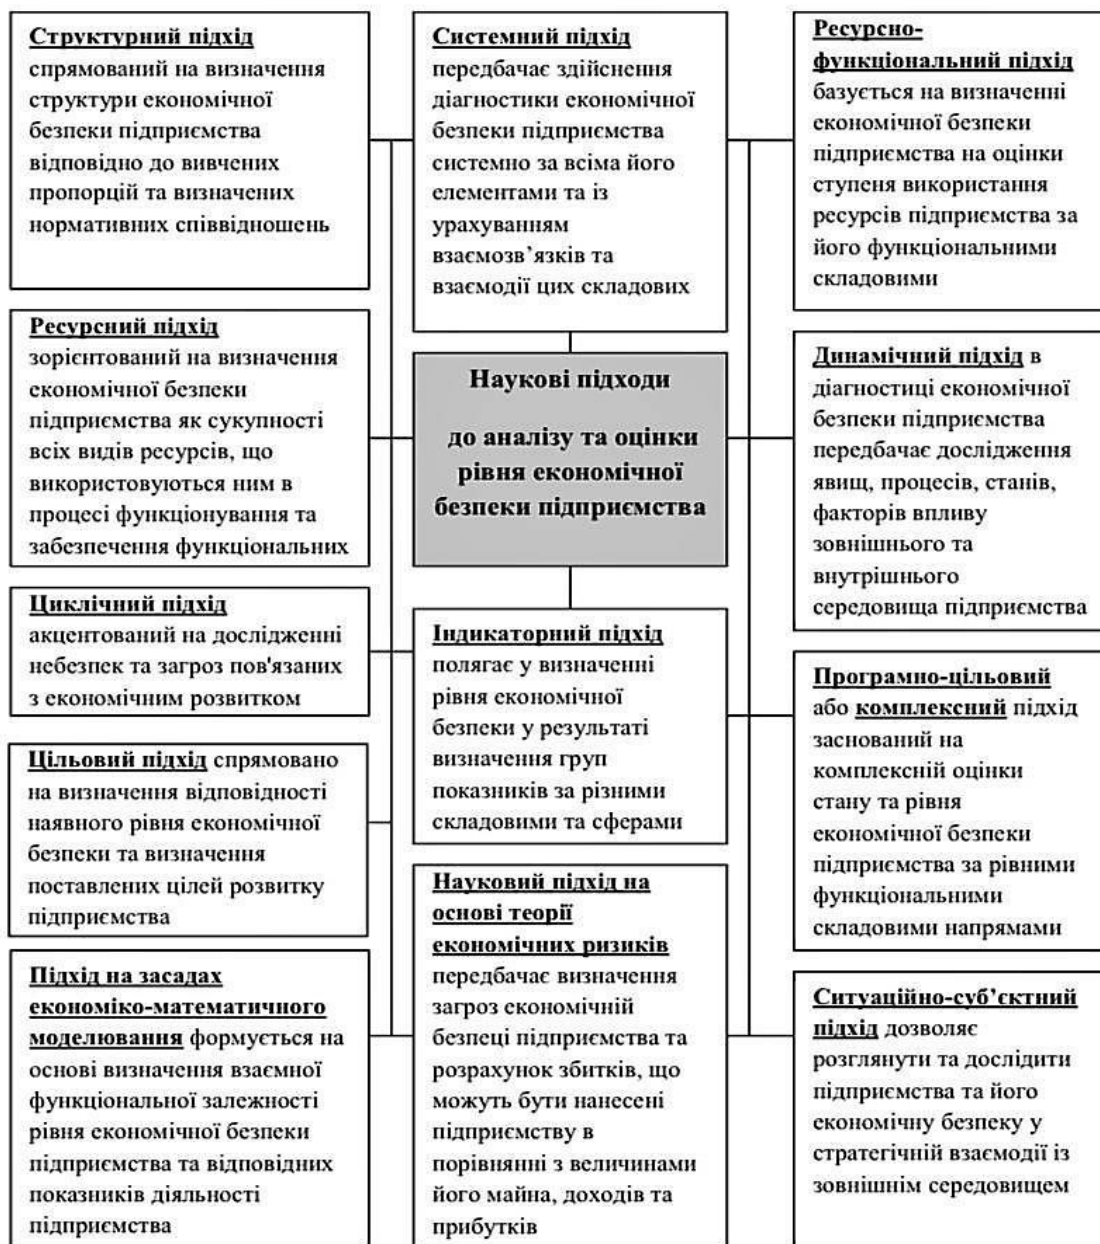 Структурний підхід
спрямований на визначення
структури економічної
безпеки підприємства
відповідно до вивчених
пропорцій та визначених
нормативних співвідношень
Ресурсний підхід
зорієнтований на визначення
економічної безпеки
підприємства як сукупності
всіх видів ресурсів, що
використовуються ним в
процесі функціонування та
забезпечення функціональних
Циклічний підхід
акцентований на дослідженні
небезпек та загроз пов'язаних
з економічним розвитком
Цільовий підхід спрямовано
на визначення відповідності
наявного рівня економічної
безпеки та визначення
поставлених цілей розвитку
підприємства
Підхід на засадах
економіко-математичного
моделювання формується на
основі визначення взаємної
функціональної залежності
рівня економічної безпеки
підприємства та відповідних
показників діяльності
підприємства
Системний підхід
передбачає здійснення
діагностики економічної
безпеки підприємства
системно за всіма його
елементами та із
урахуванням
взаємозв’язків та
взаємодії цих складових
Наукові підходи
до аналізу та оцінки
рівня економічної
безпеки підприємства
Індикаторний підхід
полягає у визначенні
рівня економічної
безпеки у результаті
визначення груп
показників за різними
складовими та сферами
Науковий підхід на
основі теорії
економічних ризиків
передбачає визначення
загроз економічній
безпеці підприємства та
розрахунок збитків, що
можуть бути нанесені
підприємству в
порівнянні з величинами
його майна, доходів та
прибутків
Ресурсно-
функціональний підхід
базується на визначенні
економічної безпеки
підприємства на оцінки
ступеня використання
ресурсів підприємства за
його функціональними
складовими
Динамічний підхід в
діагностиці економічної
безпеки підприємства
передбачає дослідження
явищ, процесів, станів,
факторів впливу
зовнішнього та
внутрішнього
середовища підприємства
Програмно-цільовий
або комплексний підхід
заснований на
комплексній оцінки
стану та рівня
економічної безпеки
підприємства за рівними
функціональними
складовими напрямами
Ситуаційно-суб’єктний
підхід дозволяє
розглянути та дослідити
підприємства та його
економічну безпеку у
стратегічній взаємодії із
зовнішнім середовищем